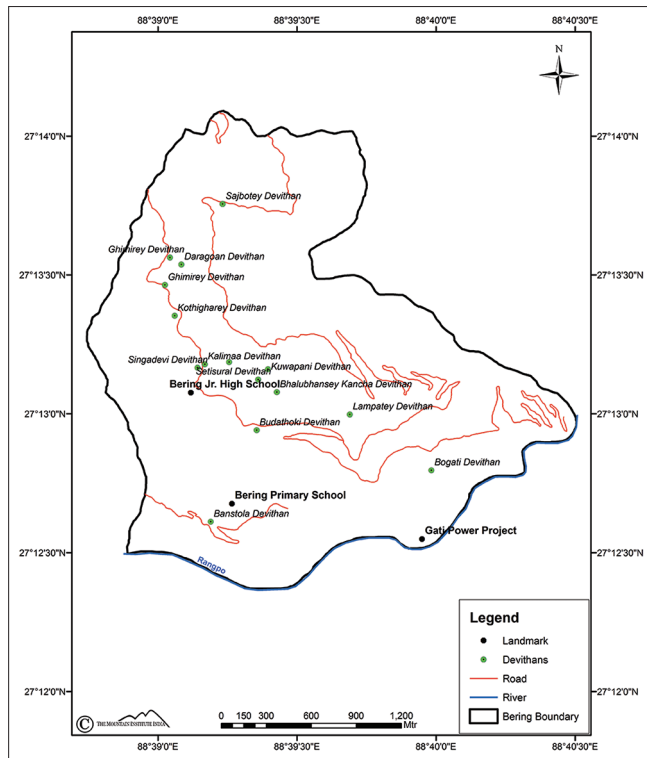 88°39'0"E
88°39'30"E
88°40'0"E
88°40'30"E
N
27°14'0"N
27°14'0"N
Sajbotey Devithan
Ghimirey Devithan
Daragoan Devithan
27°13'30"N
27°13'30"N
Ghimirey Devithan
Kothigharey Devithan
Singadevi Devithan
Kalimaa Devithan
Kuwapani Devithan
Setisural Devithan
Bering Jr. High School
Bhalubhansey Kancha Devithan
27°13'0"N
27°13'0"N
Lampatey Devithan
Budathoki Devithan
Bogati Devithan
Bering Primary School
Banstola Devithan
Gati Power Project
27°12'30"N
27°12'30"N
Rangpo
Legend
Landmark
Devithans
Road
River
Bering Boundary
27°12'0"N
27°12'0"N
© THE MOUNTAIN INSTITUTE INDIA
0 150 300 600 900 1,200
Mtr
88°39'0"E
88°39'30"E
88°40'0"E
88°40'30"E